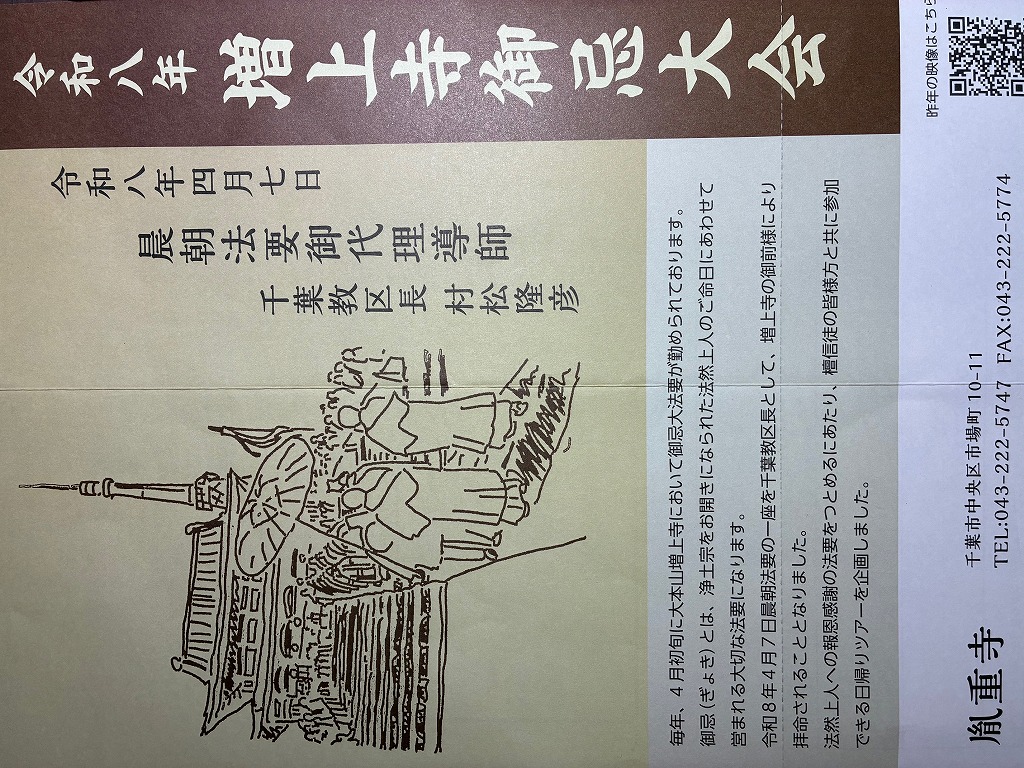 令和八年 増上寺御忌大会
令和八年四月七日
晨朝法要御代理導師
千葉教区長 村松隆彦
毎年、４月初旬に大本山増上寺において御忌大法要が勤められております。
御忌（ぎょき）とは、浄土宗をお開きになられた法然上人のご命日にあわせて
営まれる大切な法要になります。
令和８年４月７日晨朝法要の一座を千葉教区長として、増上寺の御前様により
拝命されることとなりました。
法然上人への報恩感謝の法要をつとめるにあたり、檀信徒の皆様方と共に参加
できる日帰りツアーを企画しました。
胤重寺
千葉市中央区市場町10-11
TEL:043-222-5747 FAX:043-222-5774
昨年の映像はこちら